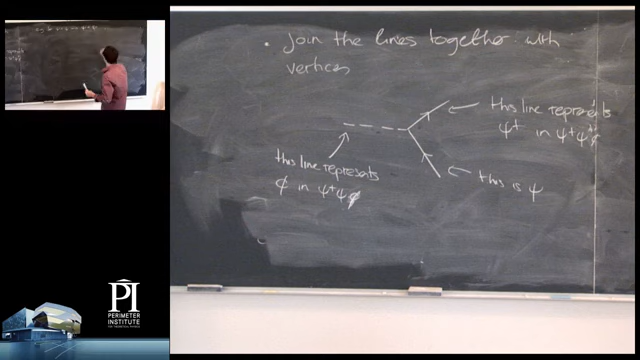 • Join the lines together with
vertices
this line represents
ψ† in ψ†ψϕ
this line represents
ϕ in ψ†ψϕ
this is ψ
PI
PERIMETER
INSTITUTE
FOR THEORETICAL PHYSICS